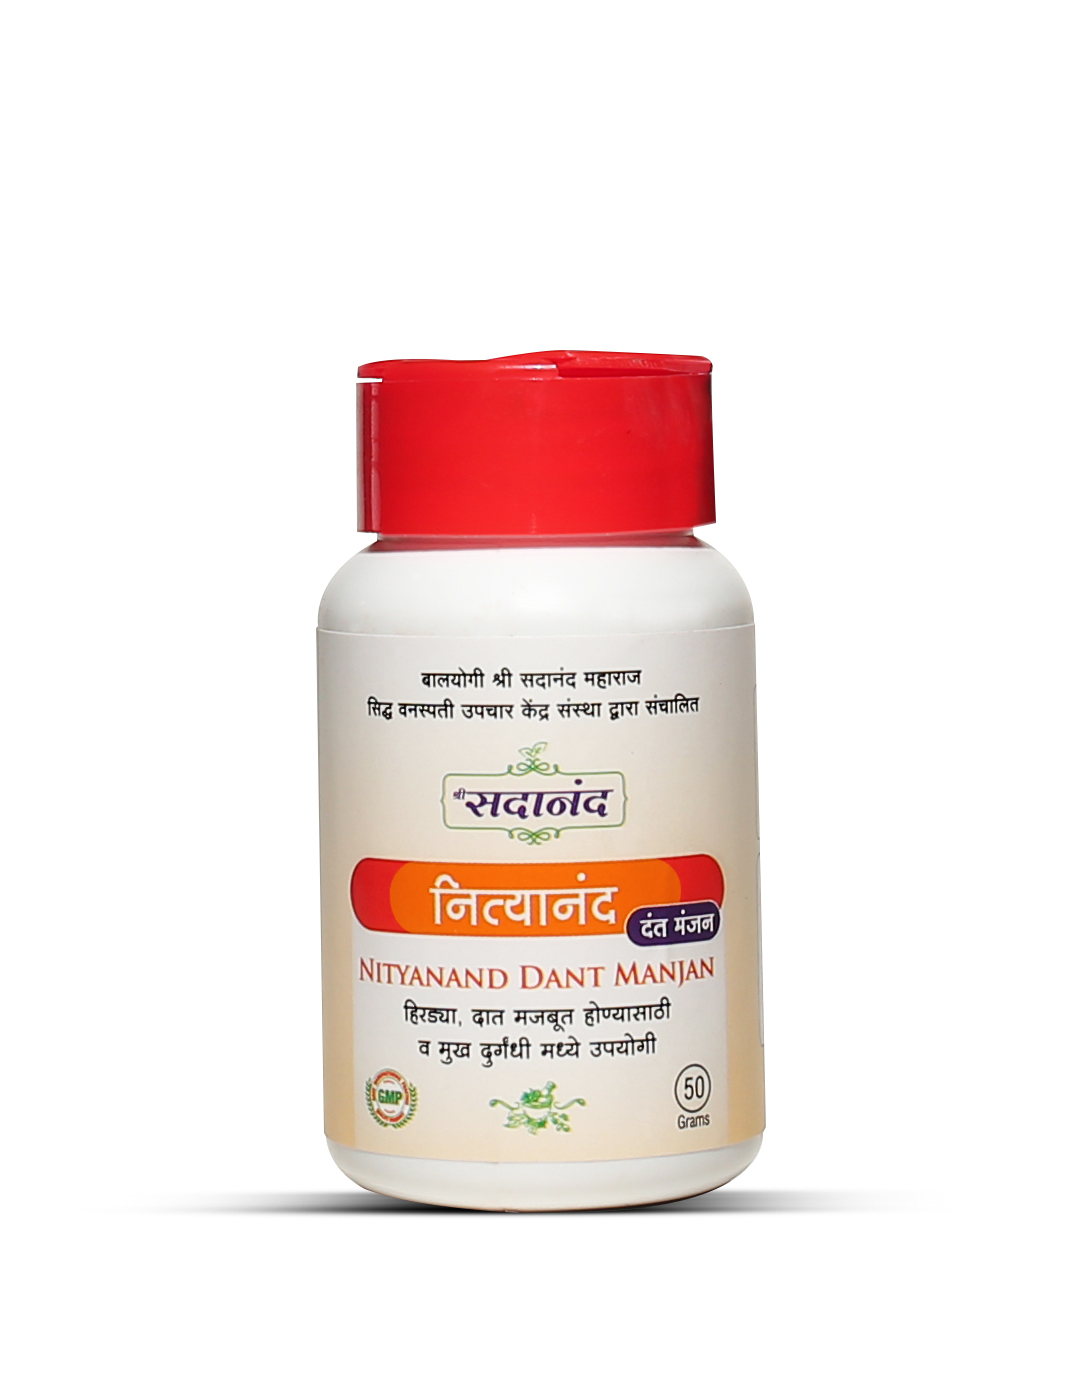 बालयोगी श्री सदानंद महाराज
सिद्ध वनस्पती उपचार केंद्र संस्था द्वारा संचालित
श्री सदानंद
नित्यानंद
दंत मंजन
NITYANAND DANT MANJAN
हिरड्या, दात मजबूत होण्यासाठी
व मुख दुर्गंधी मध्ये उपयोगी
GMP
50
Grams